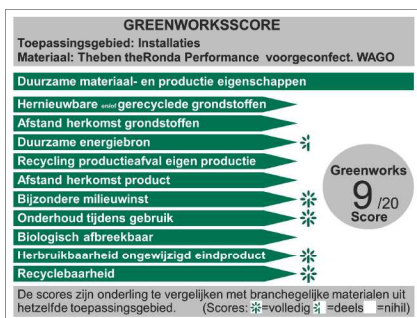 GREENWORKSSCORE
Toepassingsgebied: Installaties
Materiaal: Theben theRonda Performance voorgeconfect. WAGO
Duurzame materiaal- en productie eigenschappen
Hernieuwbare en/of gerecyclede grondstoffen
Afstand herkomst grondstoffen
Duurzame energiebron
Recycling productieafval eigen productie
Afstand herkomst product
Bijzondere milieuwinst
Onderhoud tijdens gebruik
Biologisch afbreekbaar
Herbruikbaarheid ongewijzigd eindproduct
Recyclebaarheid
Greenworks
9 /20
Score
De scores zijn onderling te vergelijken met branchegelijke materialen uit
hetzelfde toepassingsgebied. (Scores: =volledig =deels =nihil)